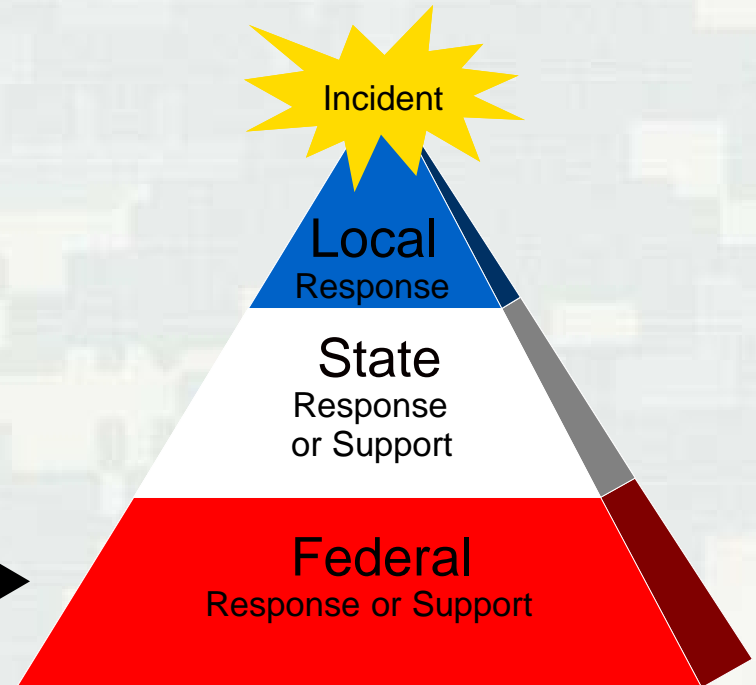 Incident
Local
Response
State
Response
or Support
Federal
Response or Support